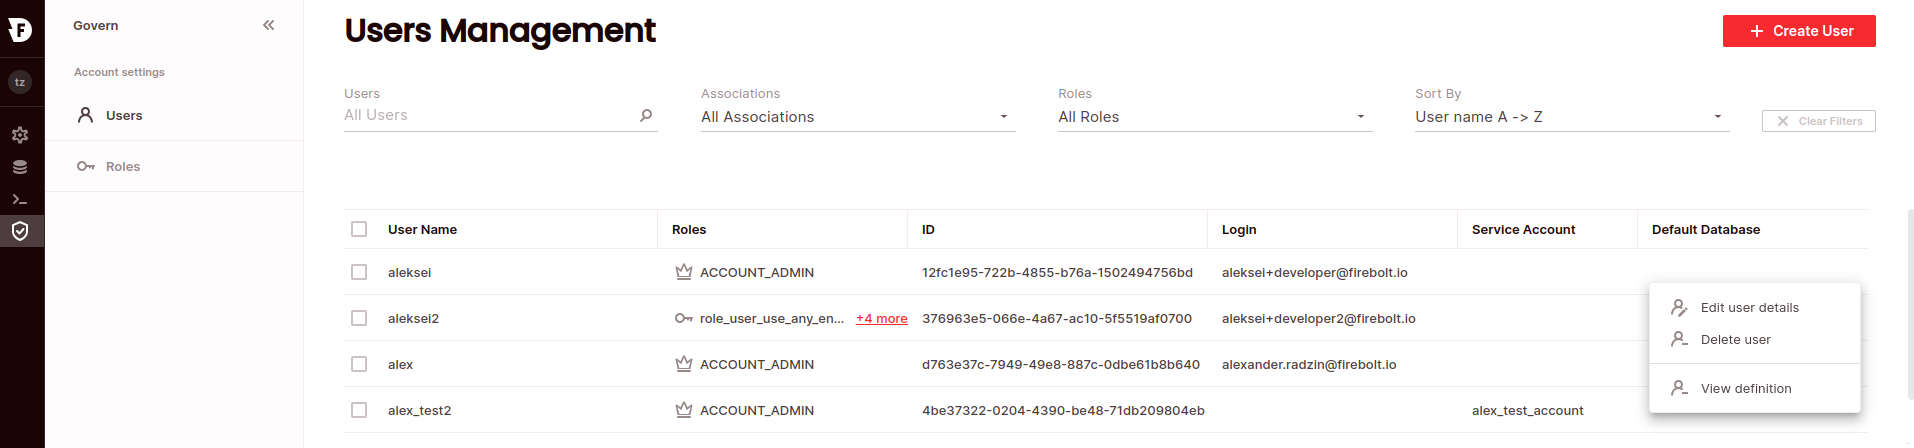 Govern
Users Management
+ Create User
tz
Account settings
Users
Roles
Users
All Users
Associations
All Associations
Roles
All Roles
Sort By
User name A -> Z
Clear Filters
User Name Roles ID Login Service Account Default Database
aleksei ACCOUNT_ADMIN 12fc1e95-722b-4855-b76a-1502494756bd aleksei+developer@firebolt.io
aleksei2 role_user_use_any_en... +4 more 376963e5-066e-4a67-ac10-5f5519af0700 aleksei+developer2@firebolt.io
alex ACCOUNT_ADMIN d763e37c-7949-49e8-887c-0dbe61b8b640 alexander.radzin@firebolt.io
alex_test2 ACCOUNT_ADMIN 4be37322-0204-4390-be48-71db209804eb alex_test_account
Edit user details
Delete user
View definition